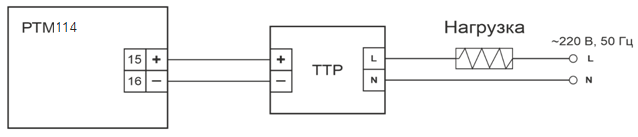 РТМ114
Нагрузка
~220 В, 50 Гц
15 + + L L
16 − − N N
ТТР